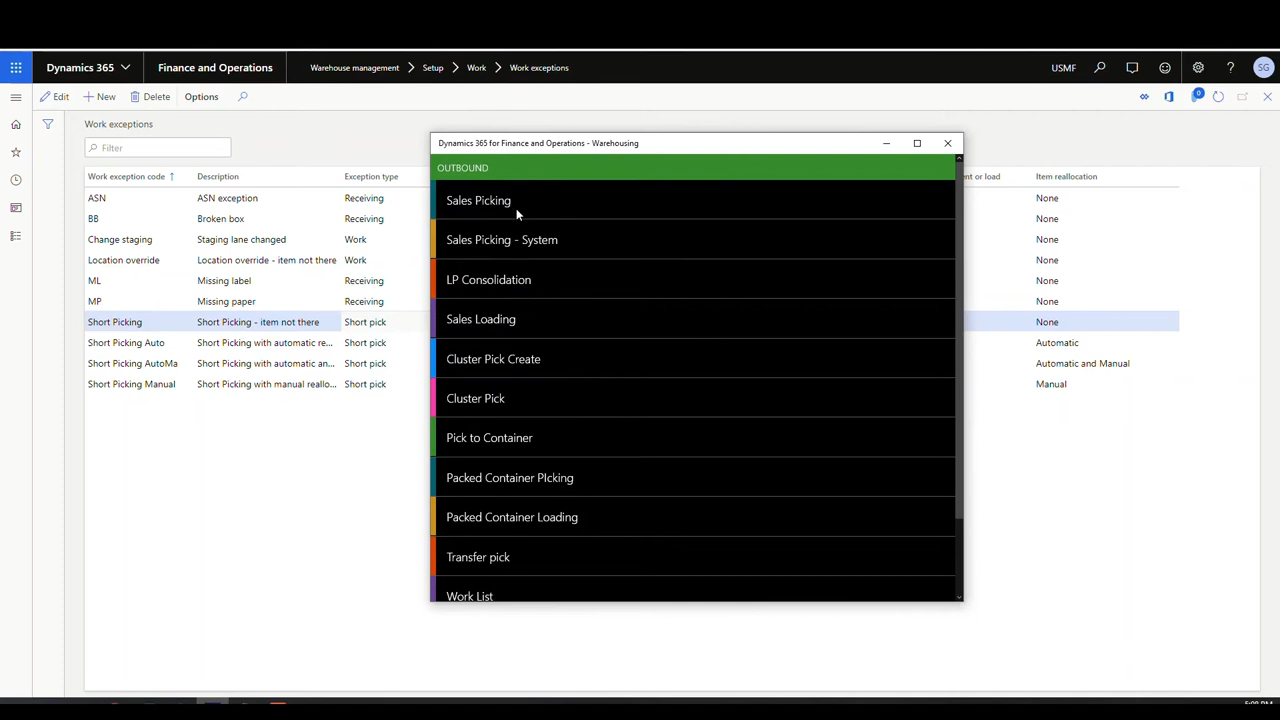 Dynamics 365
Finance and Operations
Warehouse management > Setup > Work > Work exceptions
USMF
? SG
Edit + New Delete Options
0
Work exceptions
Filter
Dynamics 365 for Finance and Operations - Warehousing
OUTBOUND
Sales Picking
Sales Picking - System
LP Consolidation
Sales Loading
Cluster Pick Create
Cluster Pick
Pick to Container
Packed Container PIcking
Packed Container Loading
Transfer pick
Work List
Work exception code ↑ Description Exception type nt or load Item reallocation
ASN ASN exception Receiving None
BB Broken box Receiving None
Change staging Staging lane changed Work None
Location override Location override - item not there Work None
ML Missing label Receiving None
MP Missing paper Receiving None
Short Picking Short Picking - item not there Short pick None
Short Picking Auto Short Picking with automatic re... Short pick Automatic
Short Picking AutoMa Short Picking with automatic an... Short pick Automatic and Manual
Short Picking Manual Short Picking with manual reallo... Short pick Manual